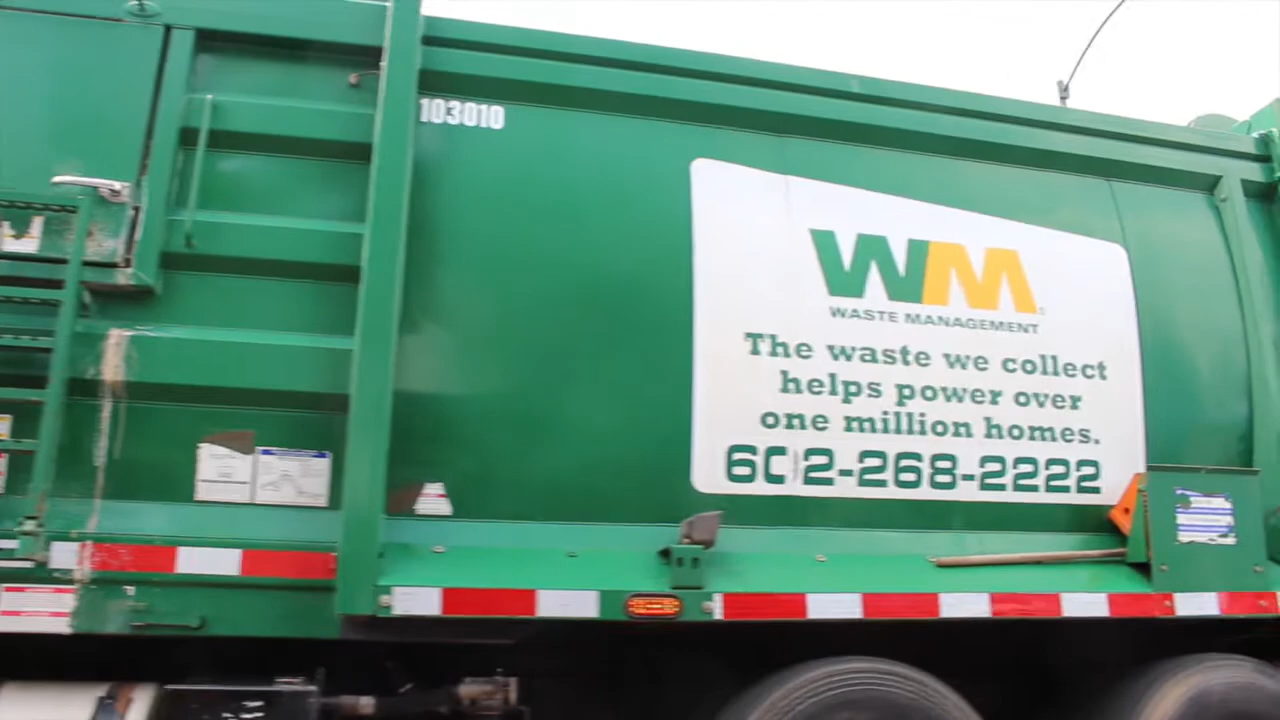 103010
WM
WASTE MANAGEMENT
The waste we collect
helps power over
one million homes.
602-268-2222